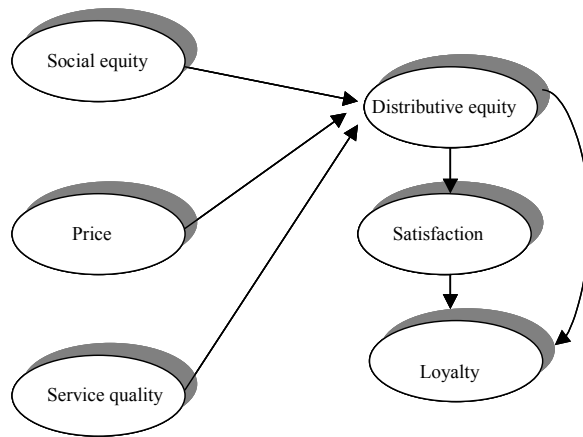 Social equity
Distributive equity
Price
Satisfaction
Service quality
Loyalty